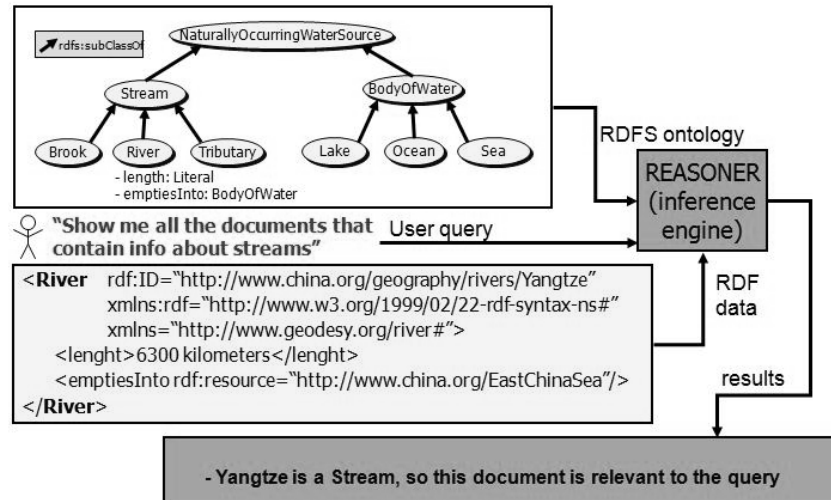 NaturallyOccurringWaterSource
rdfs:subClassOf
Stream
BodyOfWater
Brook
River
Tributary
Lake
Ocean
Sea
- length: Literal
- emptiesInto: BodyOfWater
RDFS ontology
REASONER
(inference
engine)
“Show me all the documents that
contain info about streams”
User query
<River rdf:ID=“http://www.china.org/geography/rivers/Yangtze”
xmlns:rdf=“http://www.w3.org/1999/02/22-rdf-syntax-ns#”
xmlns=“http://www.geodesy.org/river#”>
<lenght>6300 kilometers</lenght>
<emptiesInto rdf:resource=“http://www.china.org/EastChinaSea”/>
</River>
RDF
data
results
- Yangtze is a Stream, so this document is relevant to the query